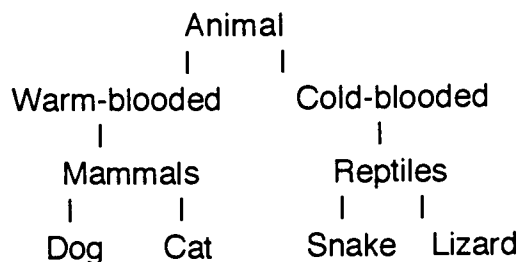 Animal
Warm-blooded Cold-blooded
Mammals Reptiles
Dog Cat Snake Lizard